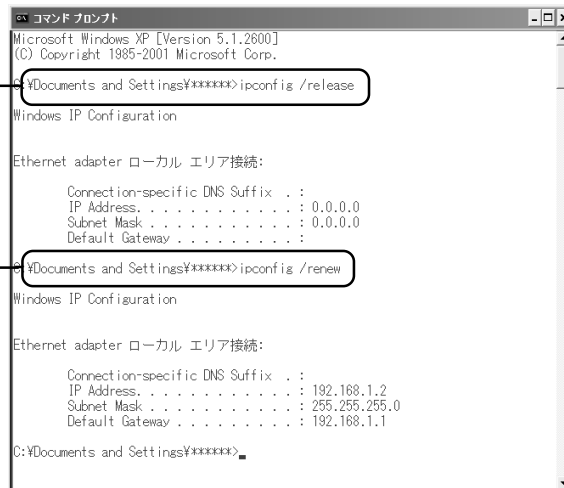 コマンド プロンプト
Microsoft Windows XP [Version 5.1.2600]
(C) Copyright 1985-2001 Microsoft Corp.
C:¥Documents and Settings¥******>ipconfig /release
Windows IP Configuration
Ethernet adapter ローカル エリア接続:
Connection-specific DNS Suffix . :
IP Address. . . . . . . . . . . . : 0.0.0.0
Subnet Mask . . . . . . . . . . . : 0.0.0.0
Default Gateway . . . . . . . . . :
C:¥Documents and Settings¥******>ipconfig /renew
Windows IP Configuration
Ethernet adapter ローカル エリア接続:
Connection-specific DNS Suffix . :
IP Address. . . . . . . . . . . . : 192.168.1.2
Subnet Mask . . . . . . . . . . . : 255.255.255.0
Default Gateway . . . . . . . . . : 192.168.1.1
C:¥Documents and Settings¥******>_